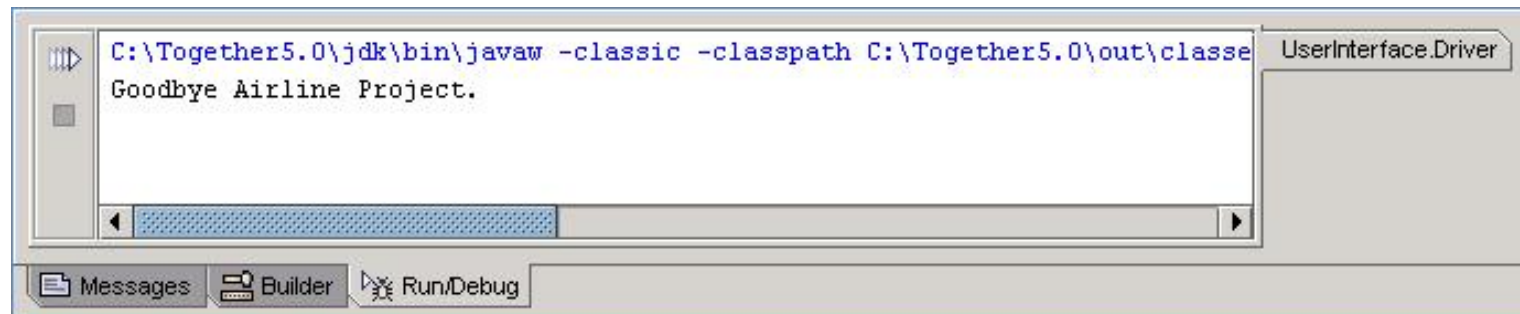 C:\Together5.0\jdk\bin\javaw -classic -classpath C:\Together5.0\out\classe
UserInterface.Driver
Goodbye Airline Project.
Messages
Builder
Run/Debug